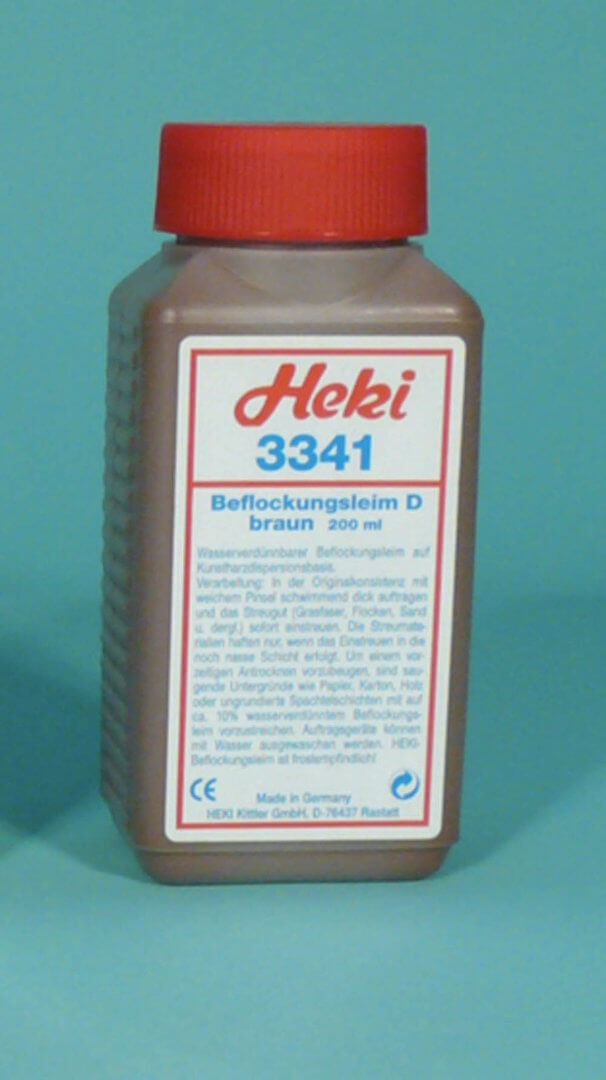 Heki
3341
Beflockungsleim D
braun 200 ml
Wasserverdünnbarer Beflockungsleim auf
Kunstharzdispersionsbasis.
Verarbeitung: In der Originalkonsistenz mit
weichem Pinsel schwimmend dick auftragen
und das Streugut (Grasfaser, Flocken, Sand
u. dergl.) sofort einstreuen. Die Streumate-
rialien haften nur, wenn das Einstreuen in die
noch nasse Schicht erfolgt. Um einem vor-
zeitigen Antrocknen vorzubeugen, sind sau-
gende Untergründe wie Papier, Karton, Holz
oder ungrundierte Spachtelschichten mit auf
ca. 10% wasserverdünntem Beflockungs-
leim vorzustreichen. Auftragsgeräte können
mit Wasser ausgewaschen werden. HEKI-
Beflockungsleim ist frostempfindlich!
CE
Made in Germany
HEKI Kittler GmbH, D-76437 Rastatt